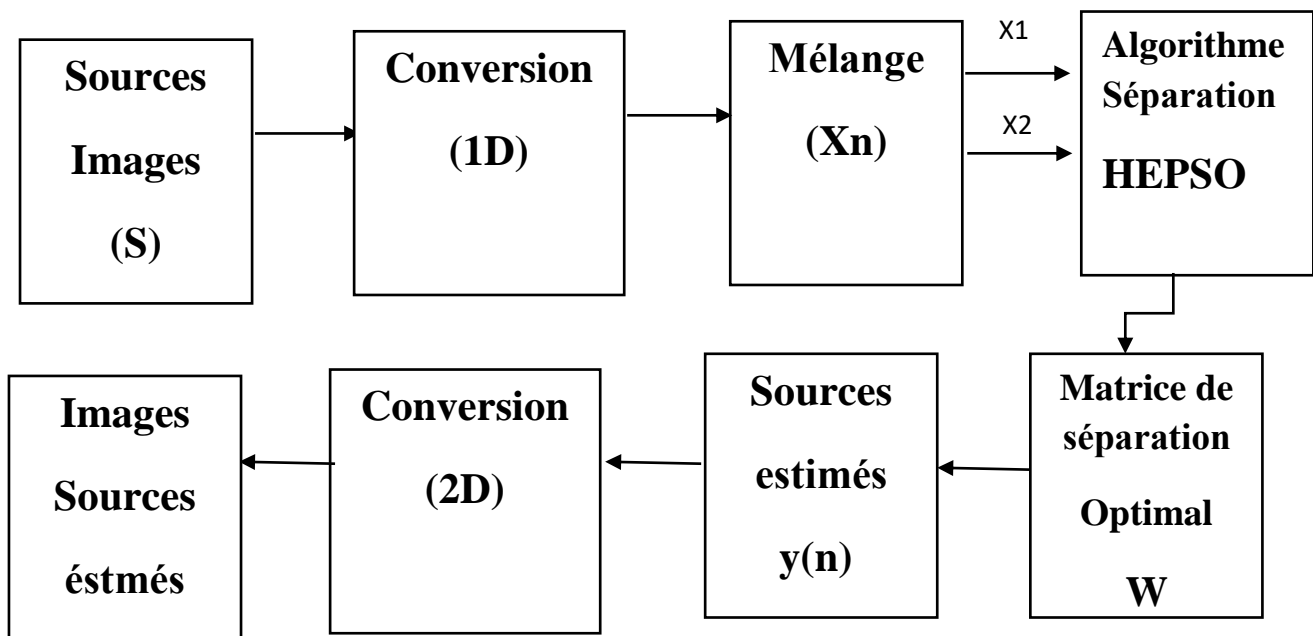 Sources
Images
(S)
Conversion
(1D)
Mélange
(Xn)
X1
X2
Algorithme
Séparation
HEPSO
Matrice de
séparation
Optimal
W
Sources
estimés
y(n)
Conversion
(2D)
Images
Sources
éstmés